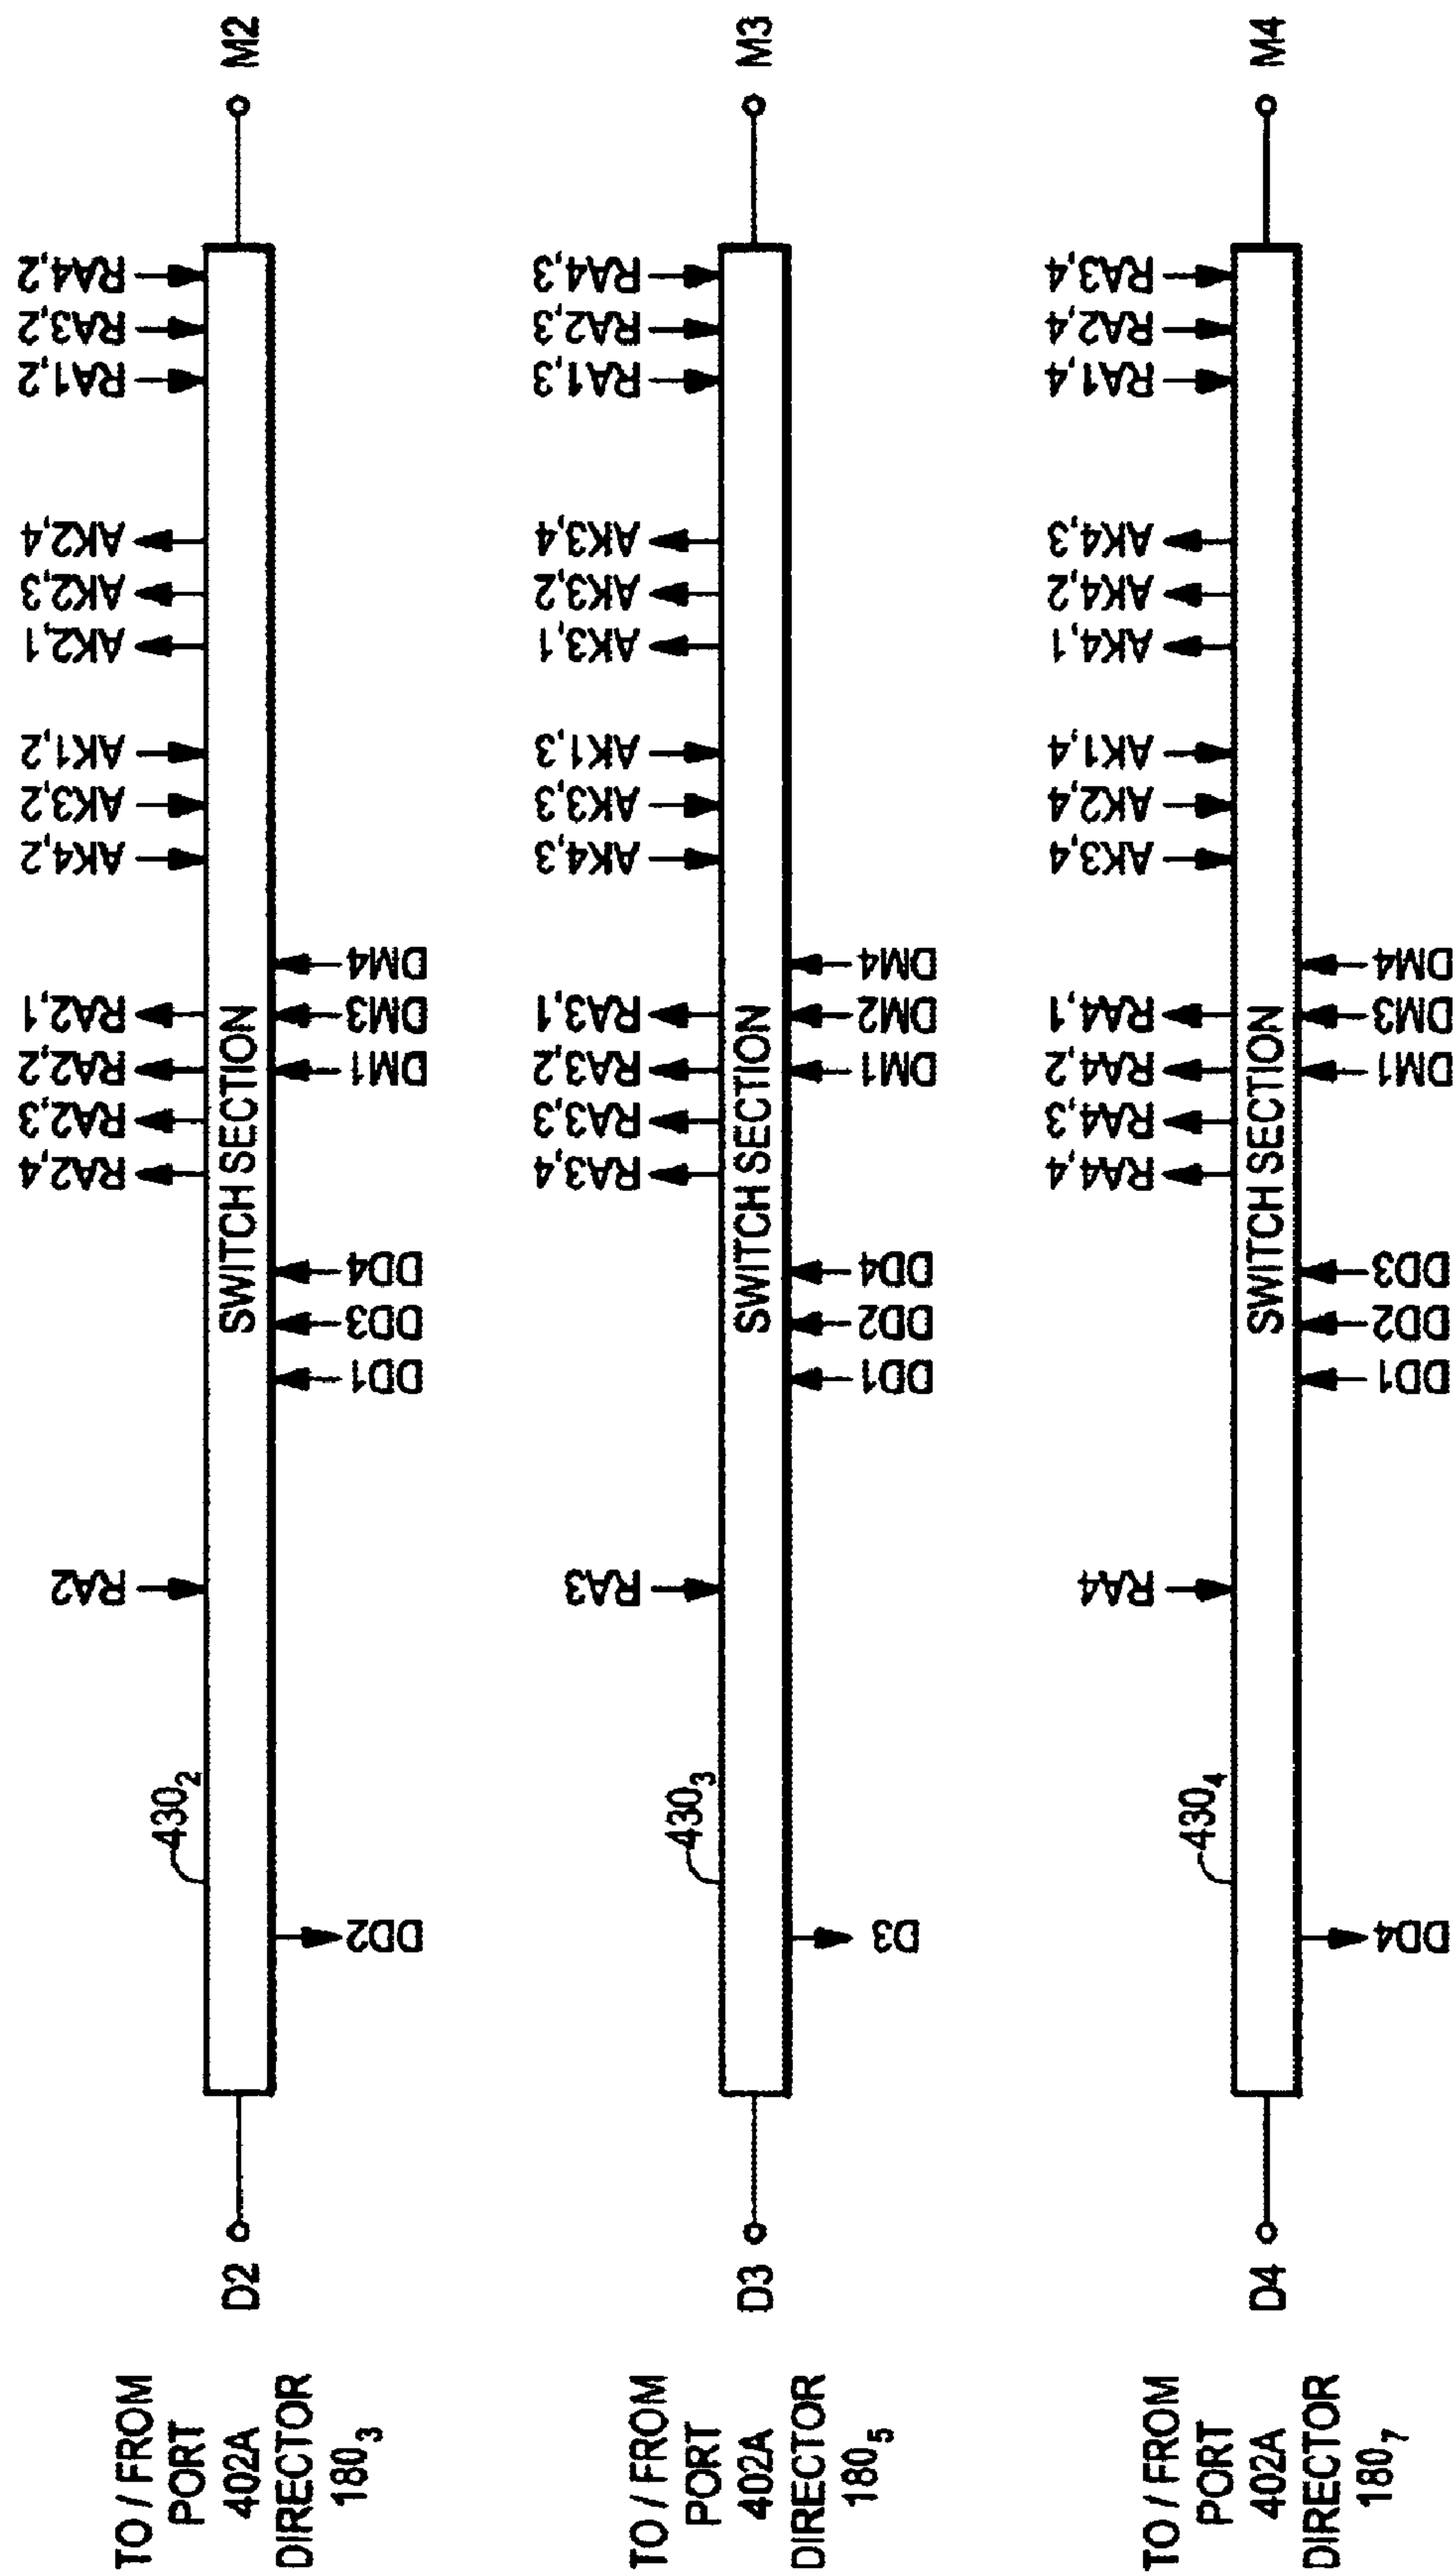 M2
RA4,2
RA3,2
RA1,2
AK2,4
AK2,3
AK2,1
AK1,2
AK3,2
AK4,2
DM4
DM3
DM1
RA2,1
RA2,2
RA2,3
RA2,4
SWITCH SECTION
DD4
DD3
DD1
RA2
430₂
DD2
D2
TO / FROM
PORT
402A
DIRECTOR
180₃
M3
RA4,3
RA2,3
RA1,3
AK3,4
AK3,2
AK3,1
AK1,3
AK3,3
AK4,3
DM4
DM2
DM1
RA3,1
RA3,2
RA3,3
RA3,4
SWITCH SECTION
DD4
DD2
DD1
RA3
430₃
D3
D3
TO / FROM
PORT
402A
DIRECTOR
180₅
M4
RA3,4
RA2,4
RA1,4
AK4,3
AK4,2
AK4,1
AK1,4
AK2,4
AK3,4
DM4
DM3
DM1
RA4,1
RA4,2
RA4,3
RA4,4
SWITCH SECTION
DD3
DD2
DD1
RA4
430₄
DD4
D4
TO / FROM
PORT
402A
DIRECTOR
180₇